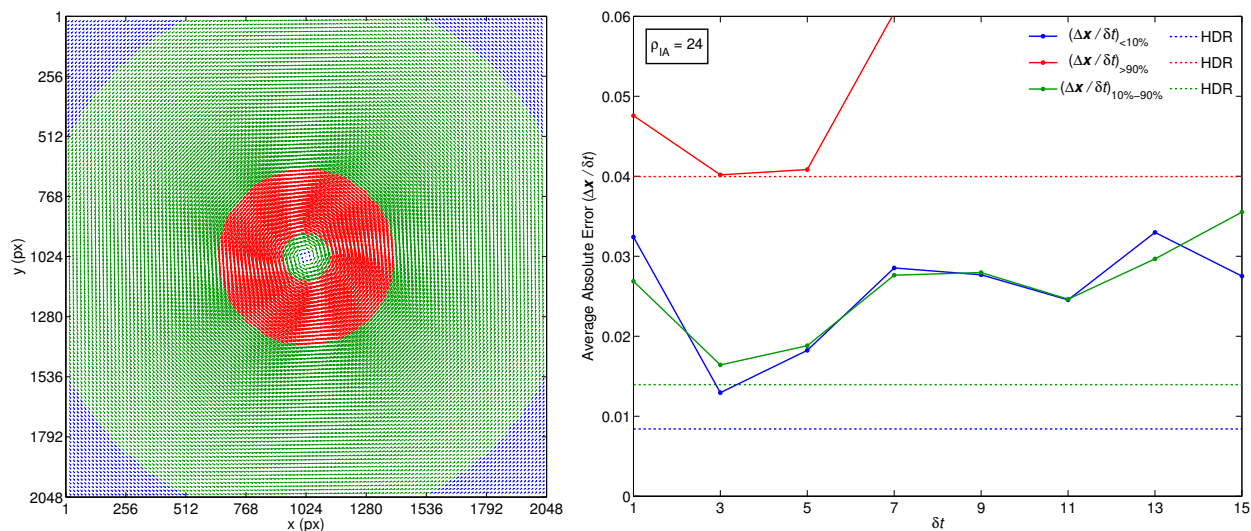 1
256
512
768
1024
1280
1536
1792
2048
y (px)
1 256 512 768 1024 1280 1536 1792 2048
x (px)
0.06
0.05
0.04
0.03
0.02
0.01
0
Average Absolute Error (Δx / δt)
ρIA = 24
(Δx / δt)<10% HDR
(Δx / δt)>90% HDR
(Δx / δt)10%−90% HDR
1 3 5 7 9 11 13 15
δt